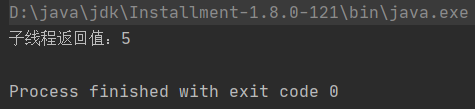 D:\java\jdk\Installment-1.8.0-121\bin\java.exe
子线程返回值：5
Process finished with exit code 0